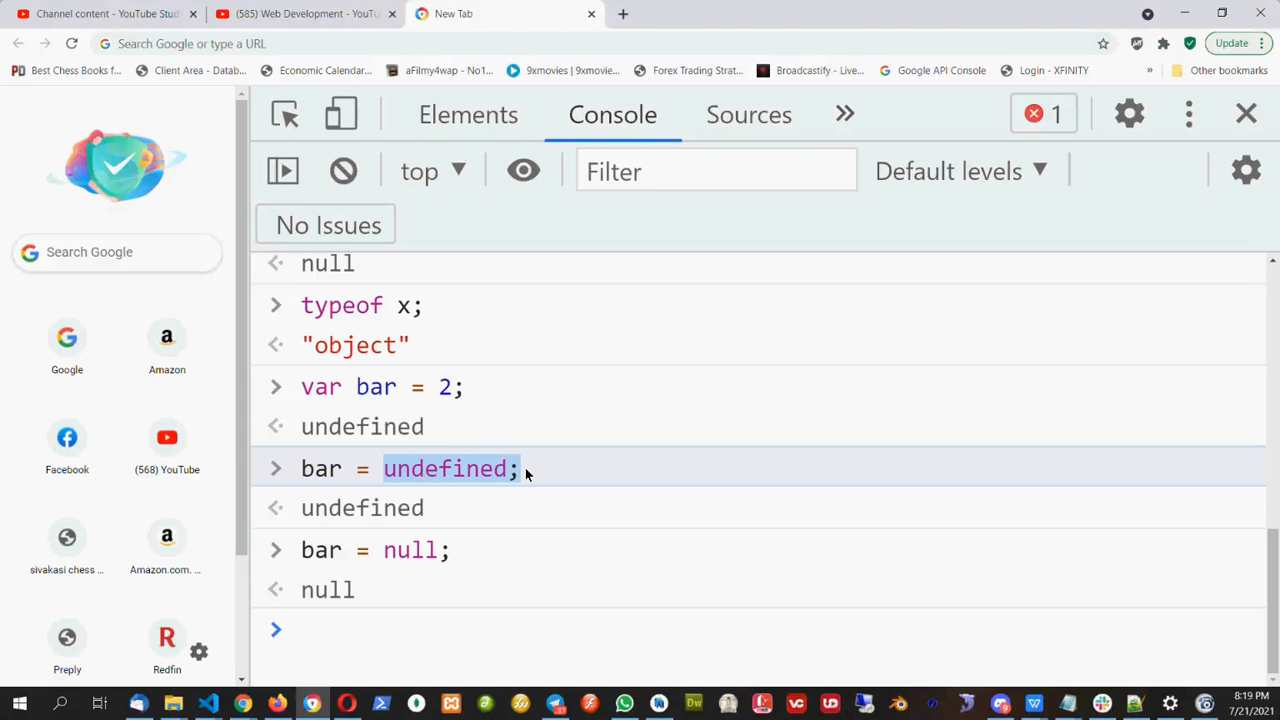 Channel content - YouTube Stud
(585) Web Development - YouTu
New Tab
Search Google or type a URL
Update
Best Chess Books f...
Client Area - Datab...
Economic Calendar...
aFilmy4wap - No1...
9xmovies | 9xmovie...
Forex Trading Strat...
Broadcastify - Live...
Google API Console
Login - XFINITY
»
Other bookmarks
Elements
Console
Sources
1
top
Filter
Default levels
No Issues
Search Google
Google
Amazon
Facebook
(568) YouTube
sivakasi chess ...
Amazon.com. ...
Preply
Redfin
null
> typeof x;
"object"
> var bar = 2;
undefined
> bar = undefined;
undefined
> bar = null;
null
>
8:19 PM
7/21/2021